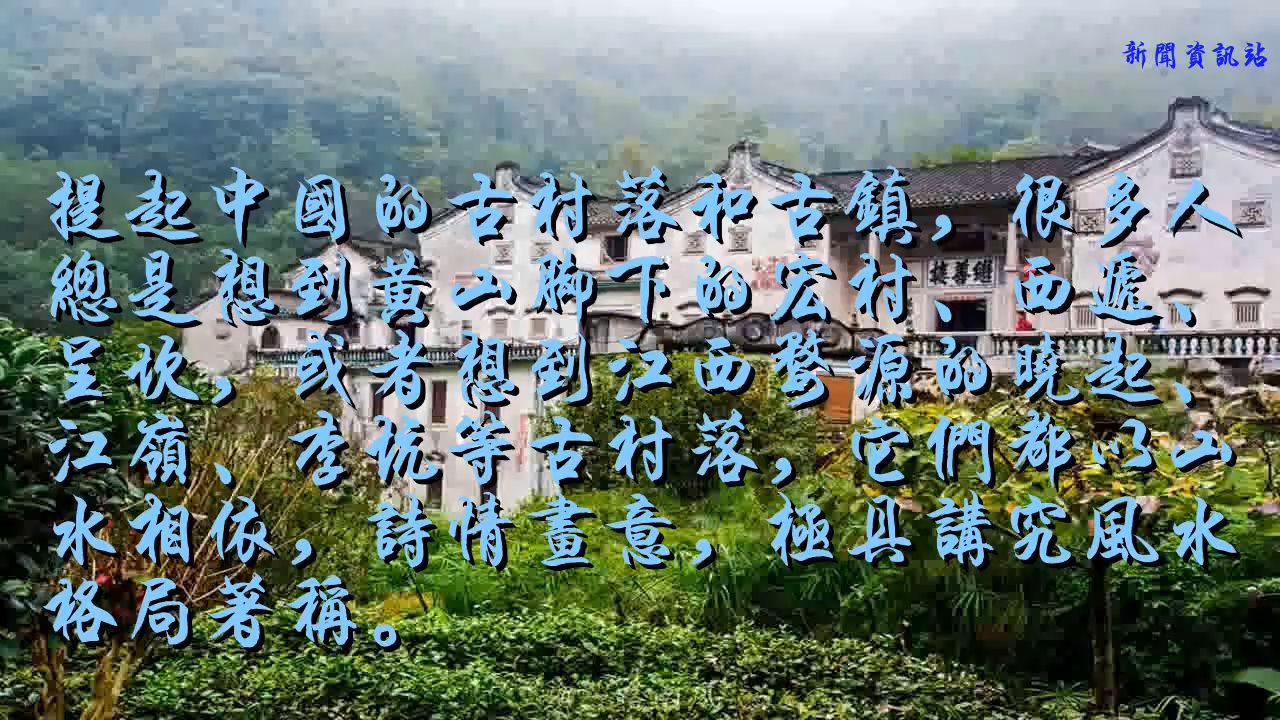 新聞資訊站
提起中國的古村落和古鎮，很多人
總是想到黃山腳下的宏村、西遞、
呈坎，或者想到江西婺源的曉起、
江嶺、李坑等古村落，它們都以山
水相依，詩情畫意，極具講究風水
格局著稱。